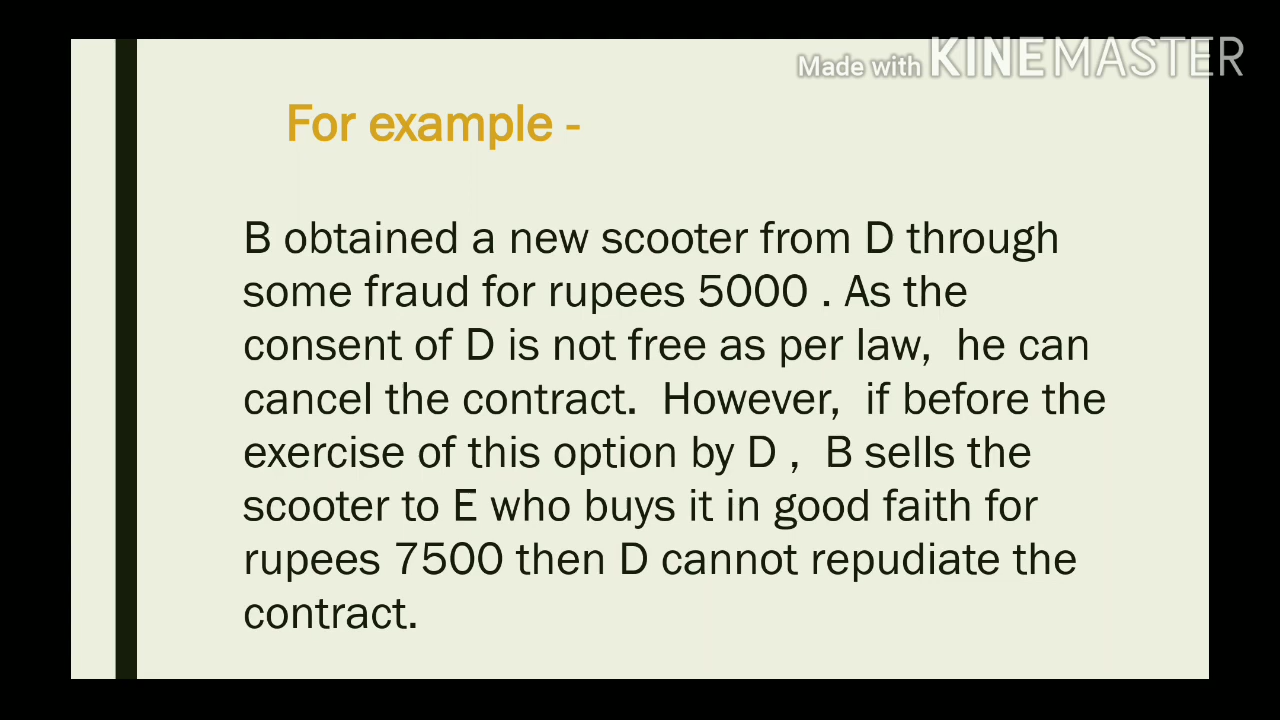 Made with KINEMASTER
For example -
B obtained a new scooter from D through
some fraud for rupees 5000 . As the
consent of D is not free as per law, he can
cancel the contract. However, if before the
exercise of this option by D , B sells the
scooter to E who buys it in good faith for
rupees 7500 then D cannot repudiate the
contract.